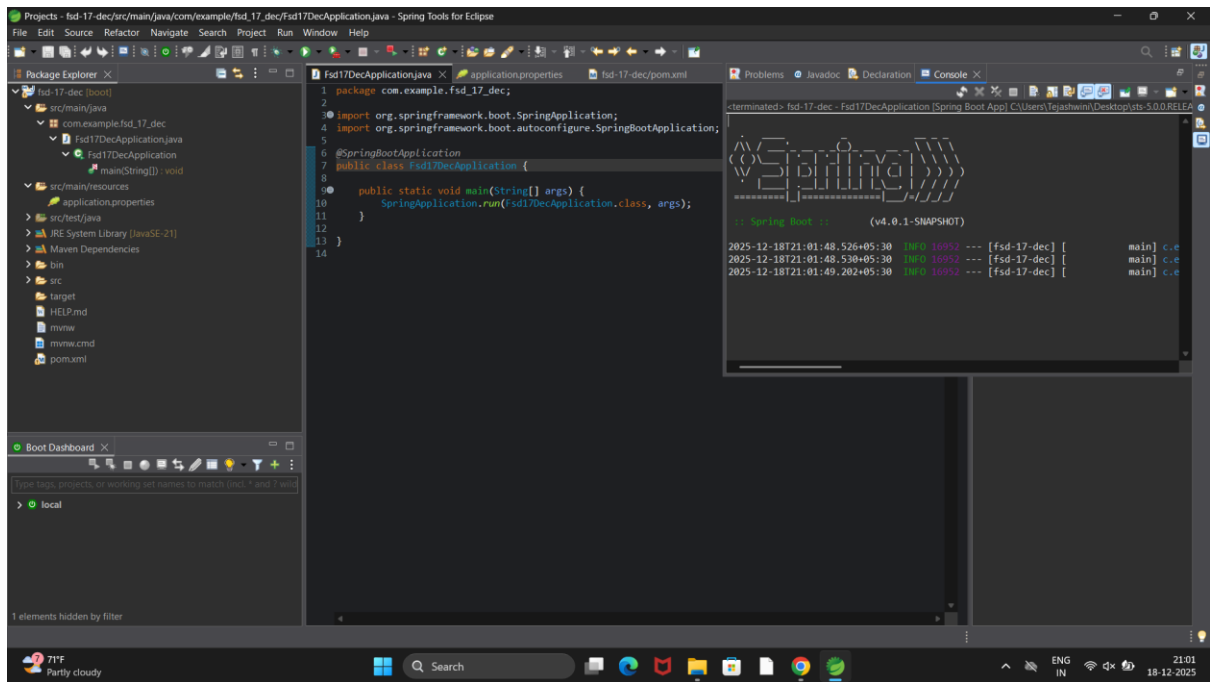 Projects - fsd-17-dec/src/main/java/com/example/fsd_17_dec/Fsd17DecApplication.java - Spring Tools for Eclipse
File Edit Source Refactor Navigate Search Project Run Window Help
Package Explorer
fsd-17-dec [boot]
src/main/java
com.example.fsd_17_dec
Fsd17DecApplication.java
Fsd17DecApplication
main(String[]) : void
src/main/resources
application.properties
src/test/java
JRE System Library [JavaSE-21]
Maven Dependencies
bin
src
target
HELP.md
mvnw
mvnw.cmd
pom.xml
Boot Dashboard
Type tags, projects, or working set names to match (incl. * and ? wild
local
1 elements hidden by filter
Fsd17DecApplication.java application.properties fsd-17-dec/pom.xml
1 package com.example.fsd_17_dec;
2
3 import org.springframework.boot.SpringApplication;
4 import org.springframework.boot.autoconfigure.SpringBootApplication;
5
6 @SpringBootApplication
7 public class Fsd17DecApplication {
8
9 public static void main(String[] args) {
10 SpringApplication.run(Fsd17DecApplication.class, args);
11 }
12
13 }
14
Problems Javadoc Declaration Console
<terminated> fsd-17-dec - Fsd17DecApplication [Spring Boot App] C:\Users\Tejashwini\Desktop\sts-5.0.0.RELEA
Spring
:: Spring Boot :: (v4.0.1-SNAPSHOT)
2025-12-18T21:01:48.526+05:30 INFO 16952 --- [fsd-17-dec] [ main] c.e
2025-12-18T21:01:48.530+05:30 INFO 16952 --- [fsd-17-dec] [ main] c.e
2025-12-18T21:01:49.202+05:30 INFO 16952 --- [fsd-17-dec] [ main] c.e
7
71°F
Partly cloudy
Search
ENG
IN
21:01
18-12-2025